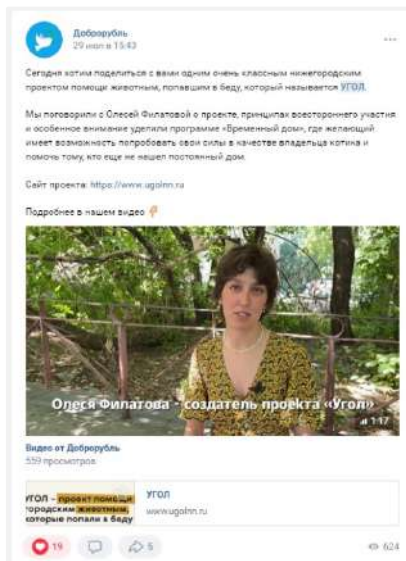 Доброрубль
29 июл в 15:43
Сегодня хотим поделиться с вами одним очень классным нижегородским
проектом помощи животным, попавшим в беду, который называется УГОЛ.
Мы поговорили с Олесей Филатовой о проекте, принципах всестороннего участия
и особенное внимание уделили программе «Временный дом», где желающий
имеет возможность попробовать свои силы в качестве владельца котика и
помочь тому, кто еще не нашел постоянный дом.
Сайт проекта: https://www.ugolnn.ru
Подробнее в нашем видео
Олеся Филатова - создатель проекта «Угол»
1:17
Видео от Доброрубль
559 просмотров
УГОЛ – проект помощи
городским животным,
которые попали в беду
УГОЛ
www.ugolnn.ru
19
5
624